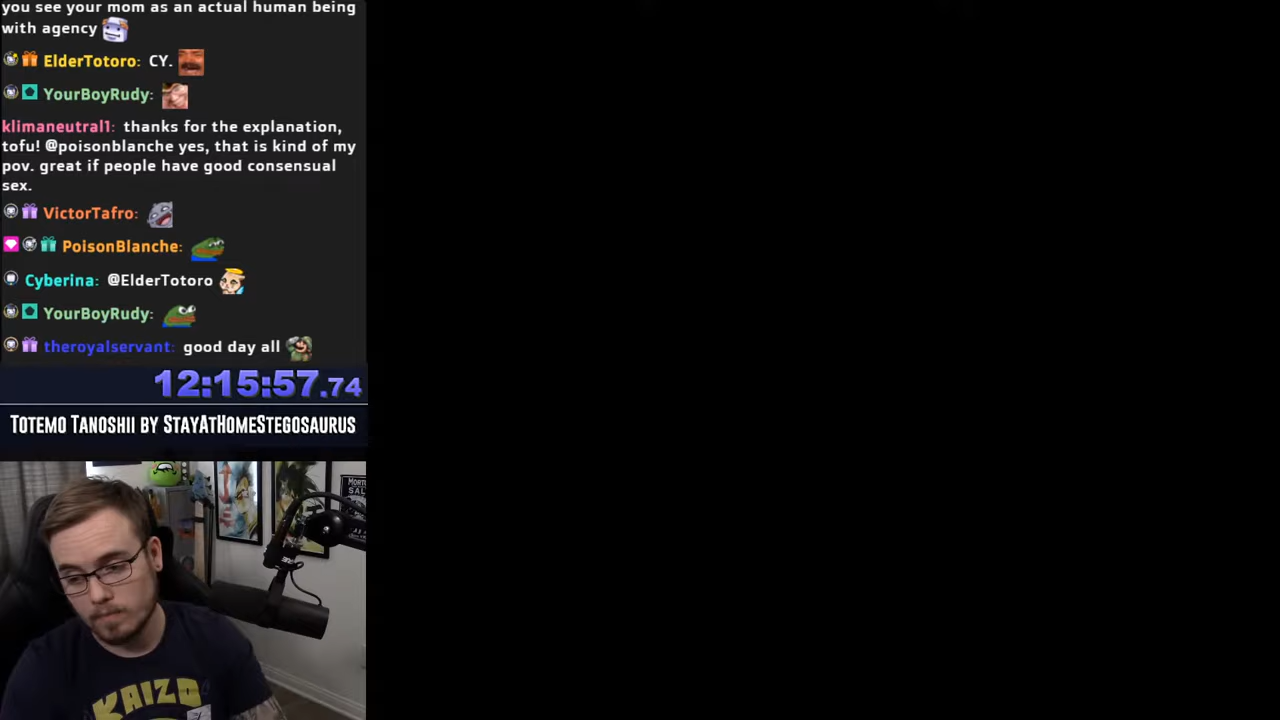 you see your mom as an actual human being
with agency
ElderTotoro: CY.
YourBoyRudy:
klimaneutral1: thanks for the explanation,
tofu! @poisonblanche yes, that is kind of my
pov. great if people have good consensual
sex.
VictorTafro:
PoisonBlanche:
Cyberina: @ElderTotoro
YourBoyRudy:
theroyalservant: good day all
12:15:57.74
Totemo Tanoshii by StayAtHomeStegosaurus
KAIZO